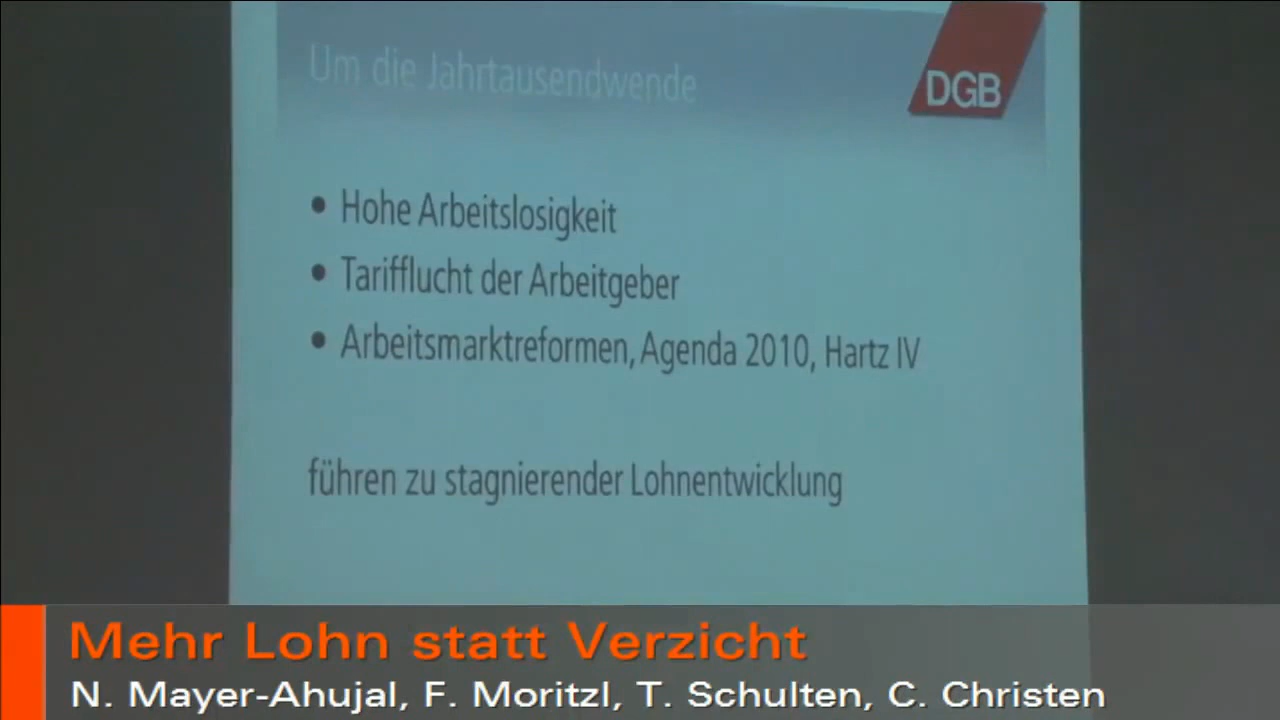 Um die Jahrtausendwende
DGB
• Hohe Arbeitslosigkeit
• Tarifflucht der Arbeitgeber
• Arbeitsmarktreformen, Agenda 2010, Hartz IV
führen zu stagnierender Lohnentwicklung
Mehr Lohn statt Verzicht
N. Mayer-Ahujal, F. Moritzl, T. Schulten, C. Christen